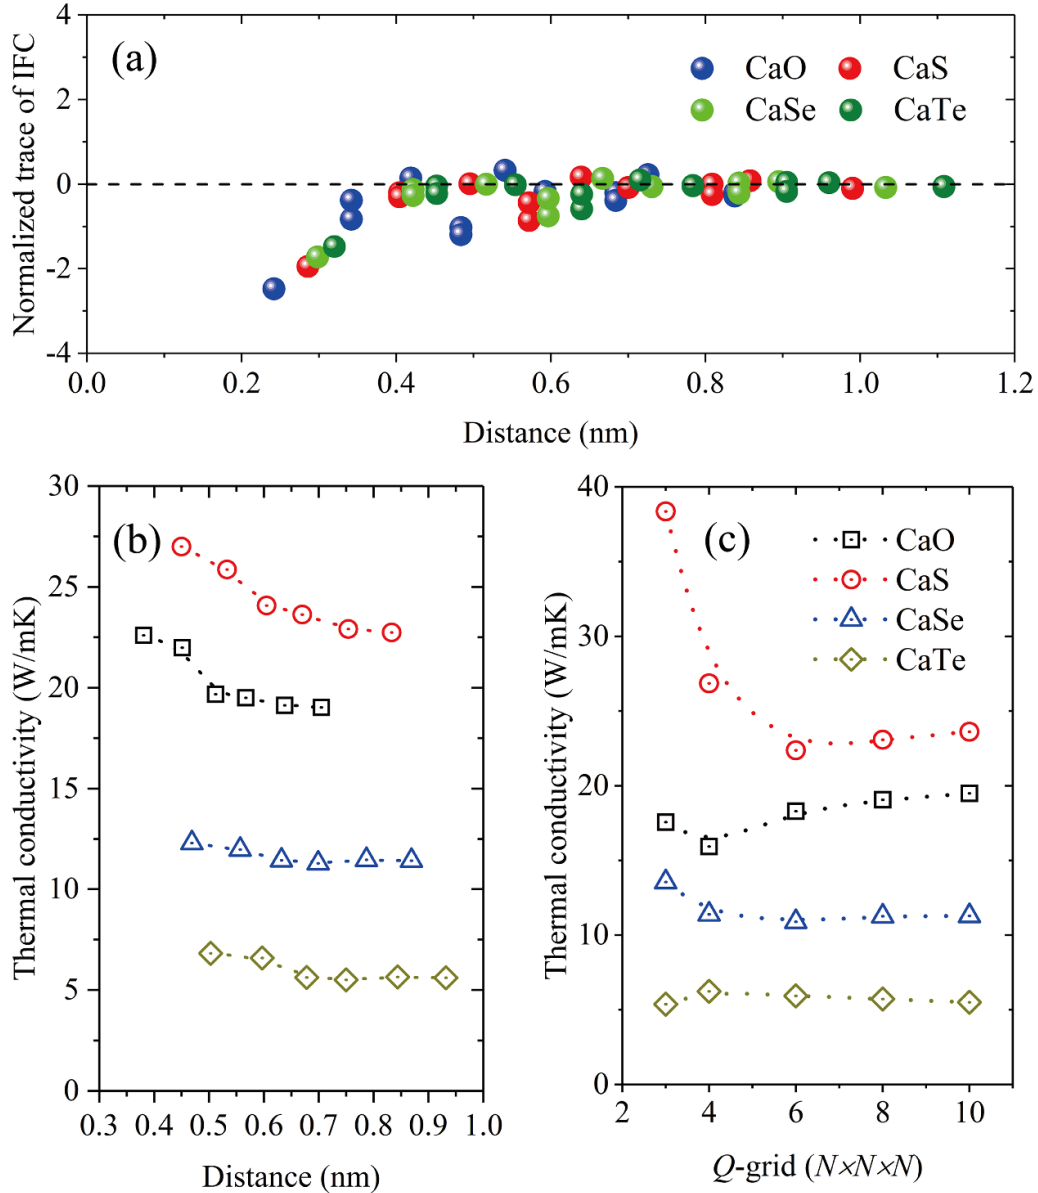 (a)
CaO
CaS
CaSe
CaTe
Normalized trace of IFC
4
2
0
-2
-4
0.0 0.2 0.4 0.6 0.8 1.0 1.2
Distance (nm)
(b)
Thermal conductivity (W/mK)
30
25
20
15
10
5
0
0.3 0.4 0.5 0.6 0.7 0.8 0.9 1.0
Distance (nm)
(c)
CaO
CaS
CaSe
CaTe
Thermal conductivity (W/mK)
40
30
20
10
0
2 4 6 8 10
Q-grid (N×N×N)